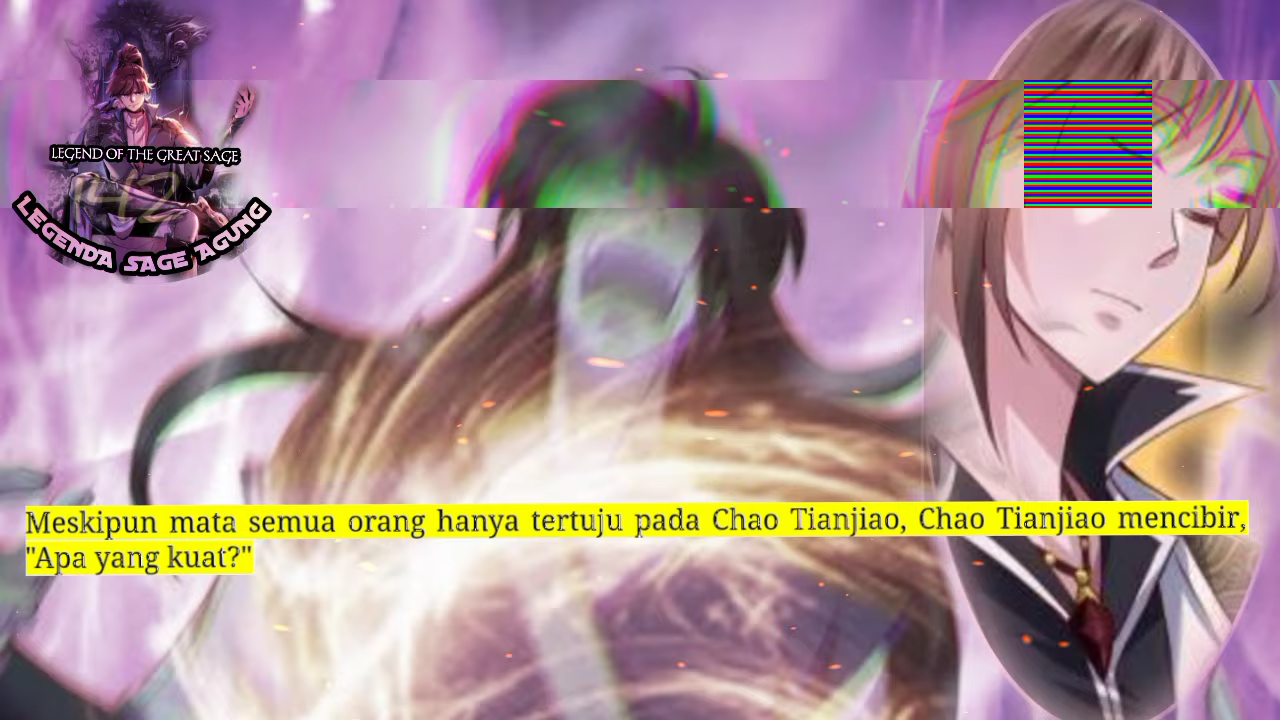 LEGEND OF THE GREAT SAGE
142
LEGENDA SAGE AGUNG
Meskipun mata semua orang hanya tertuju pada Chao Tianjiao, Chao Tianjiao mencibir,
"Apa yang kuat?"